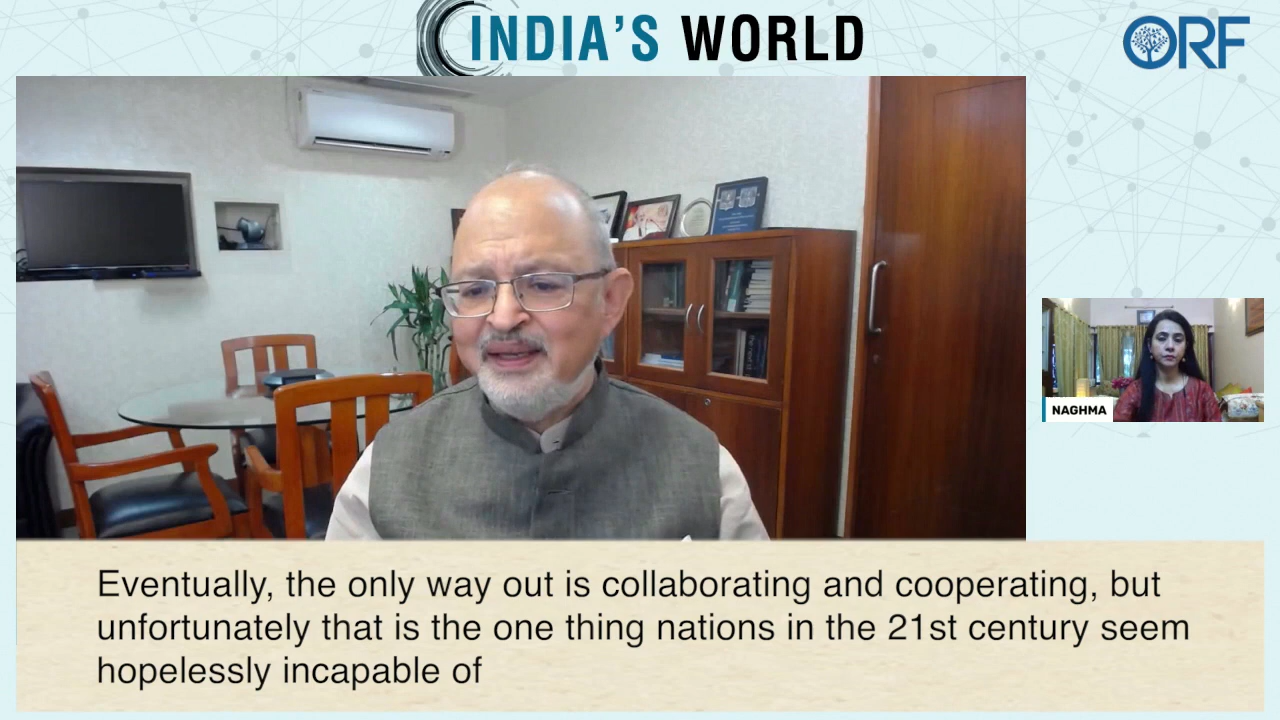 INDIA'S WORLD
ORF
NAGHMA
Eventually, the only way out is collaborating and cooperating, but
unfortunately that is the one thing nations in the 21st century seem
hopelessly incapable of